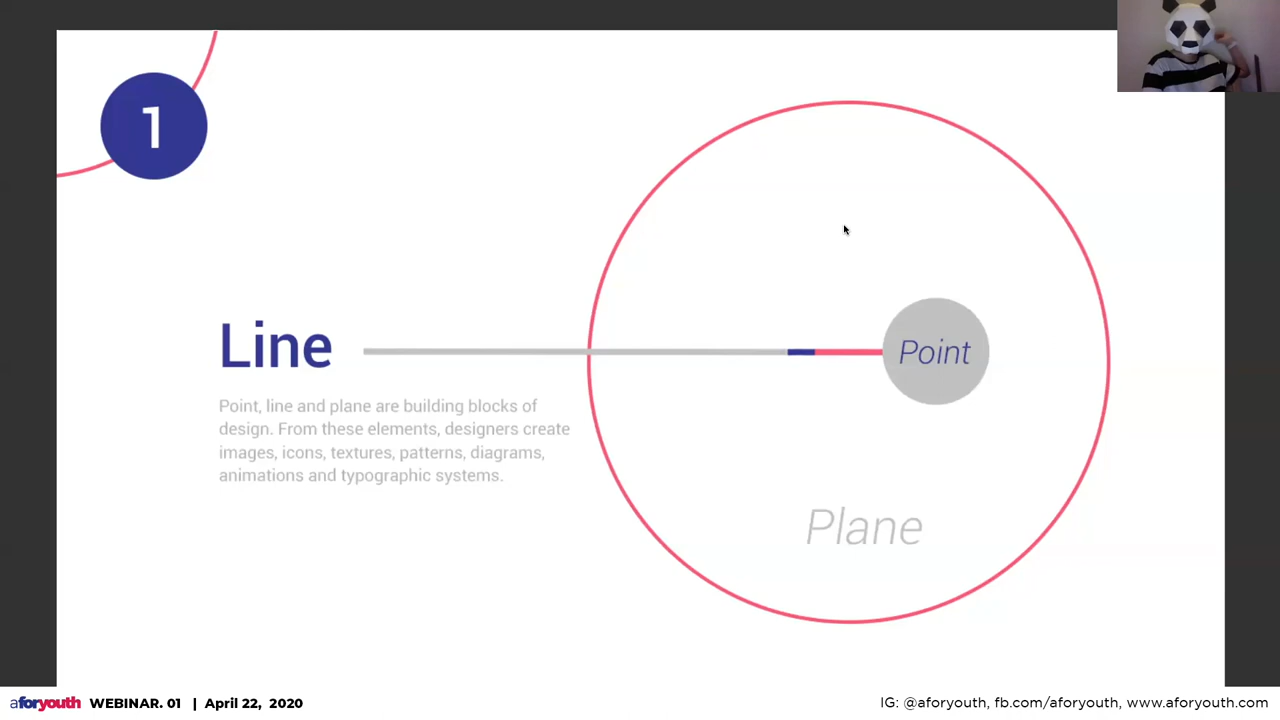 1
Line
Point
Point, line and plane are building blocks of
design. From these elements, designers create
images, icons, textures, patterns, diagrams,
animations and typographic systems.
Plane
aforyouth WEBINAR. 01 | April 22, 2020
IG: @aforyouth, fb.com/aforyouth, www.aforyouth.com